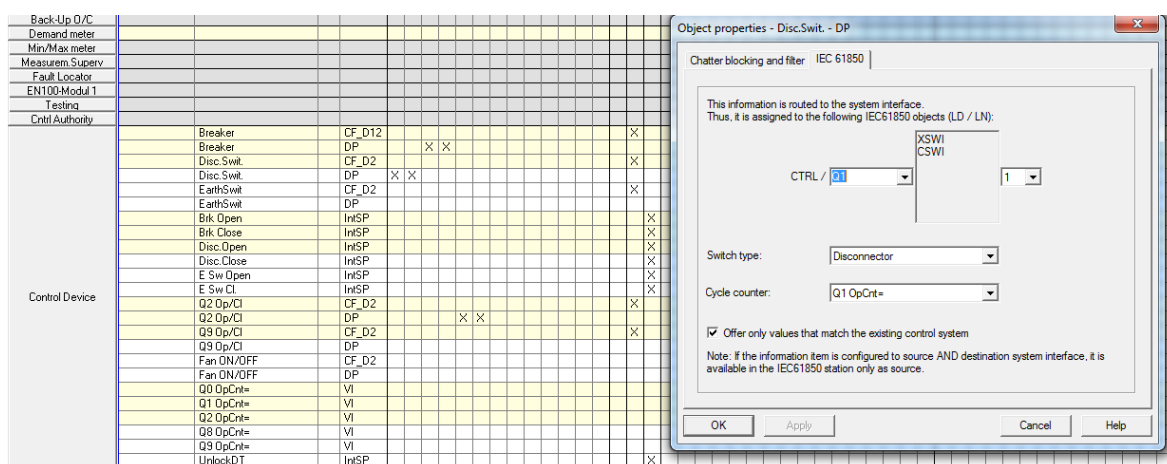 Back-Up O/C
Demand meter
Min/Max meter
Measurem.Superv
Fault Locator
EN100-Modul 1
Testing
Cntrl Authority
Control Device
Breaker CF_D12 X
Breaker DP X X
Disc.Swit. CF_D2 X
Disc.Swit. DP X X
EarthSwit CF_D2 X
EarthSwit DP
Brk Open IntSP X
Brk Close IntSP X
Disc.Open IntSP X
Disc.Close IntSP X
E Sw Open IntSP X
E Sw Cl. IntSP X
Q2 Op/Cl CF_D2 X
Q2 Op/Cl DP X X
Q9 Op/Cl CF_D2 X
Q9 Op/Cl DP
Fan ON/OFF CF_D2
Fan ON/OFF DP
Q0 OpCnt= VI
Q1 OpCnt= VI
Q2 OpCnt= VI
Q8 OpCnt= VI
Q9 OpCnt= VI
UnlockDT IntSP X
Object properties - Disc.Swit. - DP
Chatter blocking and filter IEC 61850
This information is routed to the system interface.
Thus, it is assigned to the following IEC61850 objects (LD / LN):
XSWI
CSWI
CTRL / Q1 1
Switch type: Disconnector
Cycle counter: Q1 OpCnt=
Offer only values that match the existing control system
Note: If the information item is configured to source AND destination system interface, it is
available in the IEC61850 station only as source.
OK Apply Cancel Help